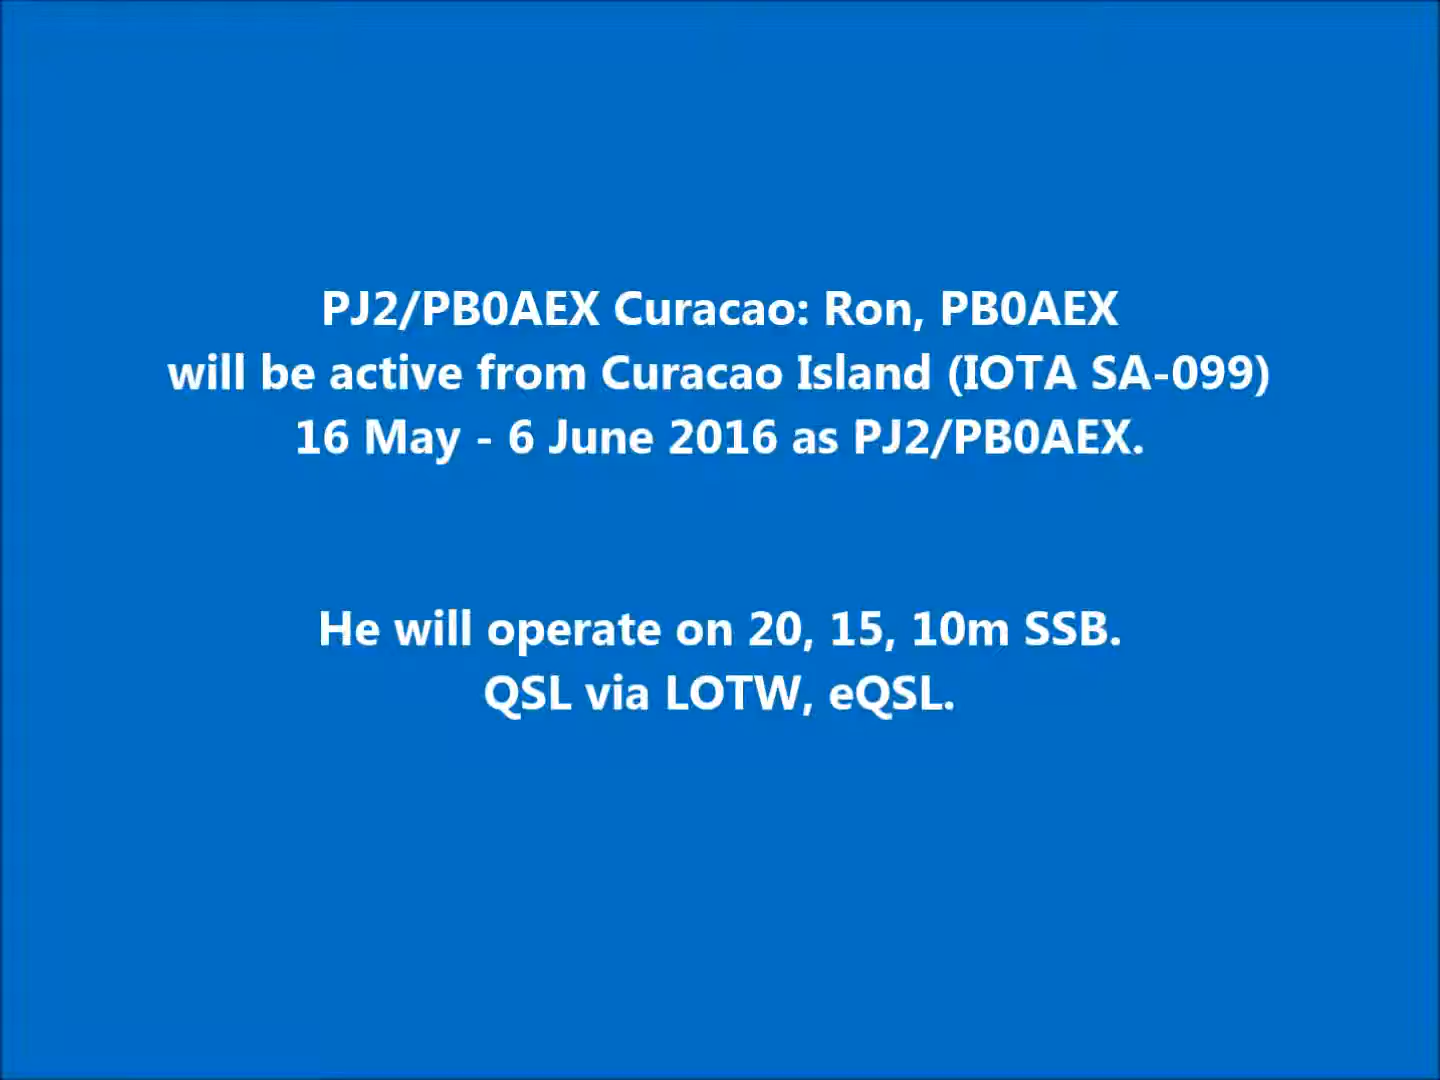 PJ2/PB0AEX Curacao: Ron, PB0AEX
will be active from Curacao Island (IOTA SA-099)
16 May - 6 June 2016 as PJ2/PB0AEX.
He will operate on 20, 15, 10m SSB.
QSL via LOTW, eQSL.